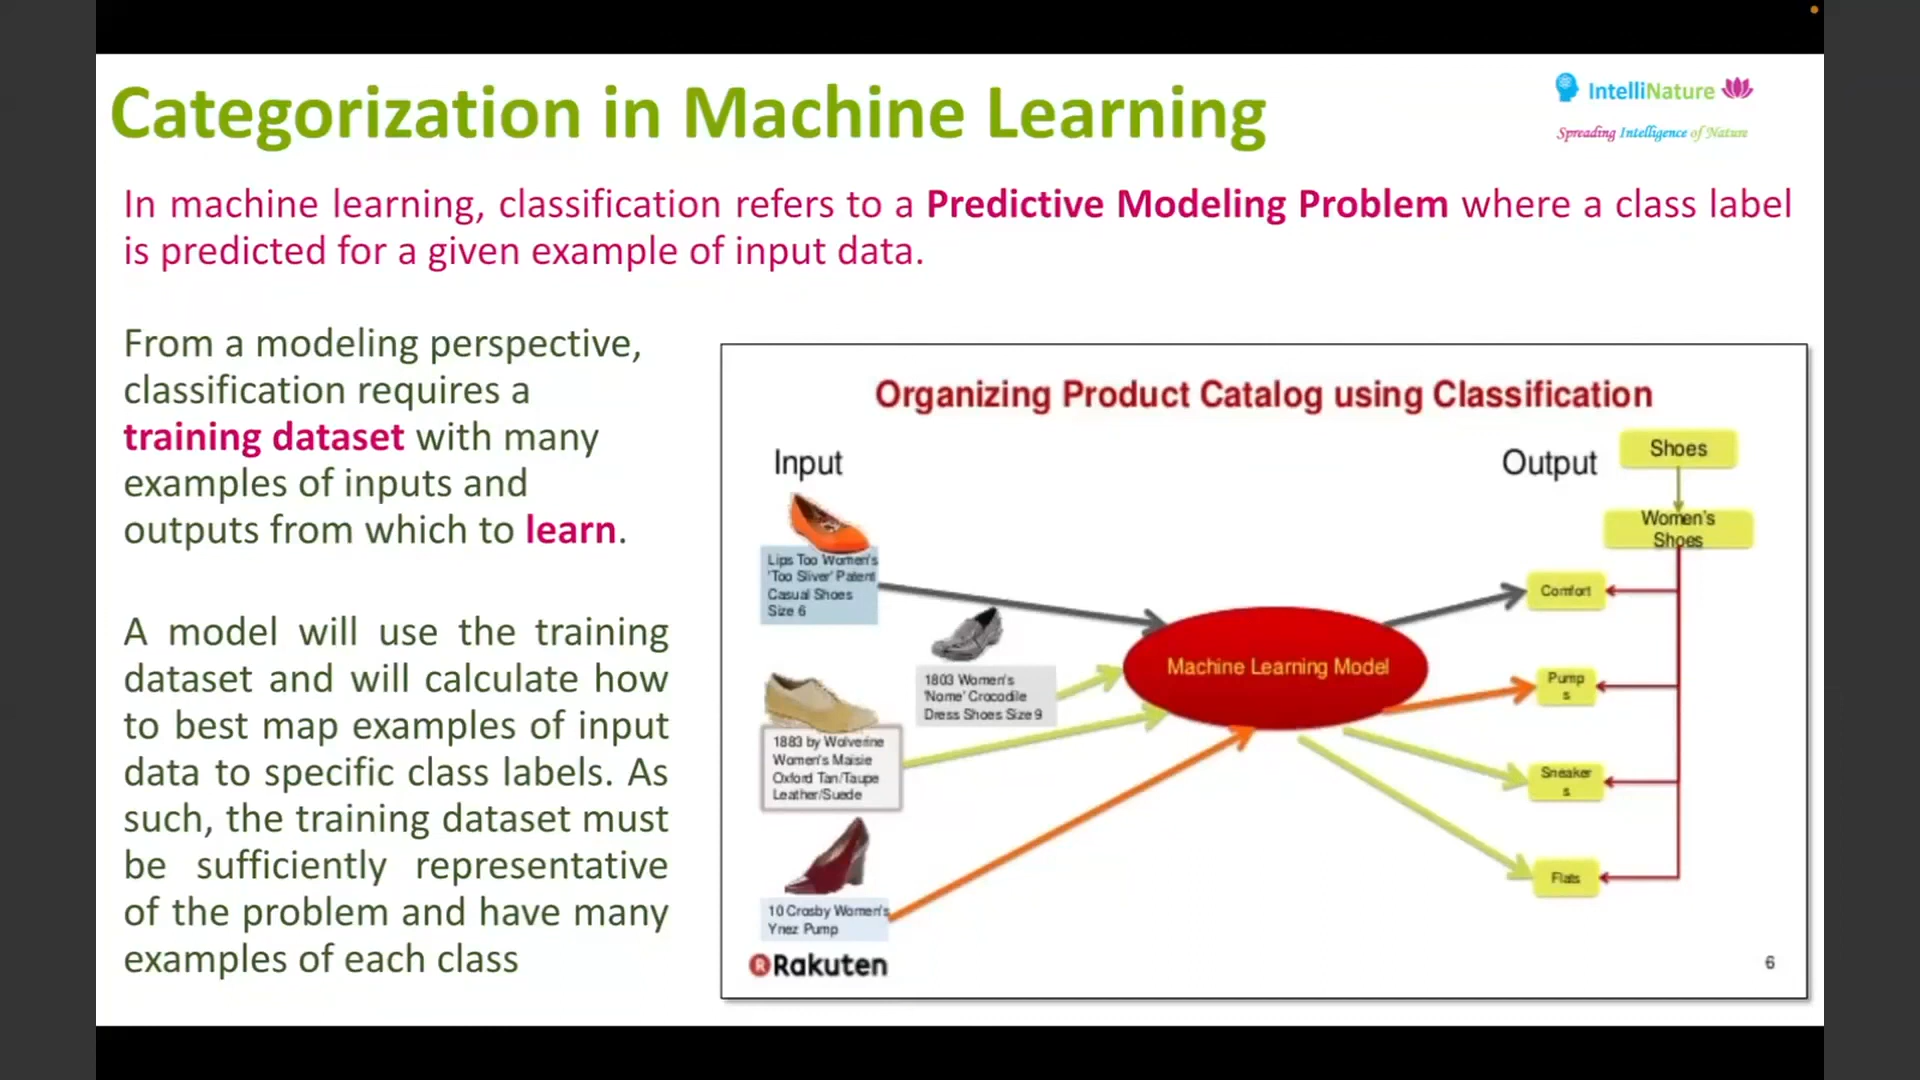 Categorization in Machine Learning
IntelliNature
Spreading Intelligence of Nature
In machine learning, classification refers to a Predictive Modeling Problem where a class label
is predicted for a given example of input data.
From a modeling perspective,
classification requires a
training dataset with many
examples of inputs and
outputs from which to learn.
A model will use the training
dataset and will calculate how
to best map examples of input
data to specific class labels. As
such, the training dataset must
be sufficiently representative
of the problem and have many
examples of each class
Organizing Product Catalog using Classification
Input
Output
Shoes
Women's
Shoes
Lips Too Women's
'Too Sliver' Patent
Casual Shoes
Size 6
1803 Women's
'Nome' Crocodile
Dress Shoes Size 9
1883 by Wolverine
Women's Maisie
Oxford Tan/Taupe
Leather/Suede
10 Crosby Women's
Ynez Pump
Machine Learning Model
Comfort
Pump
s
Sneaker
s
Flats
R Rakuten
6